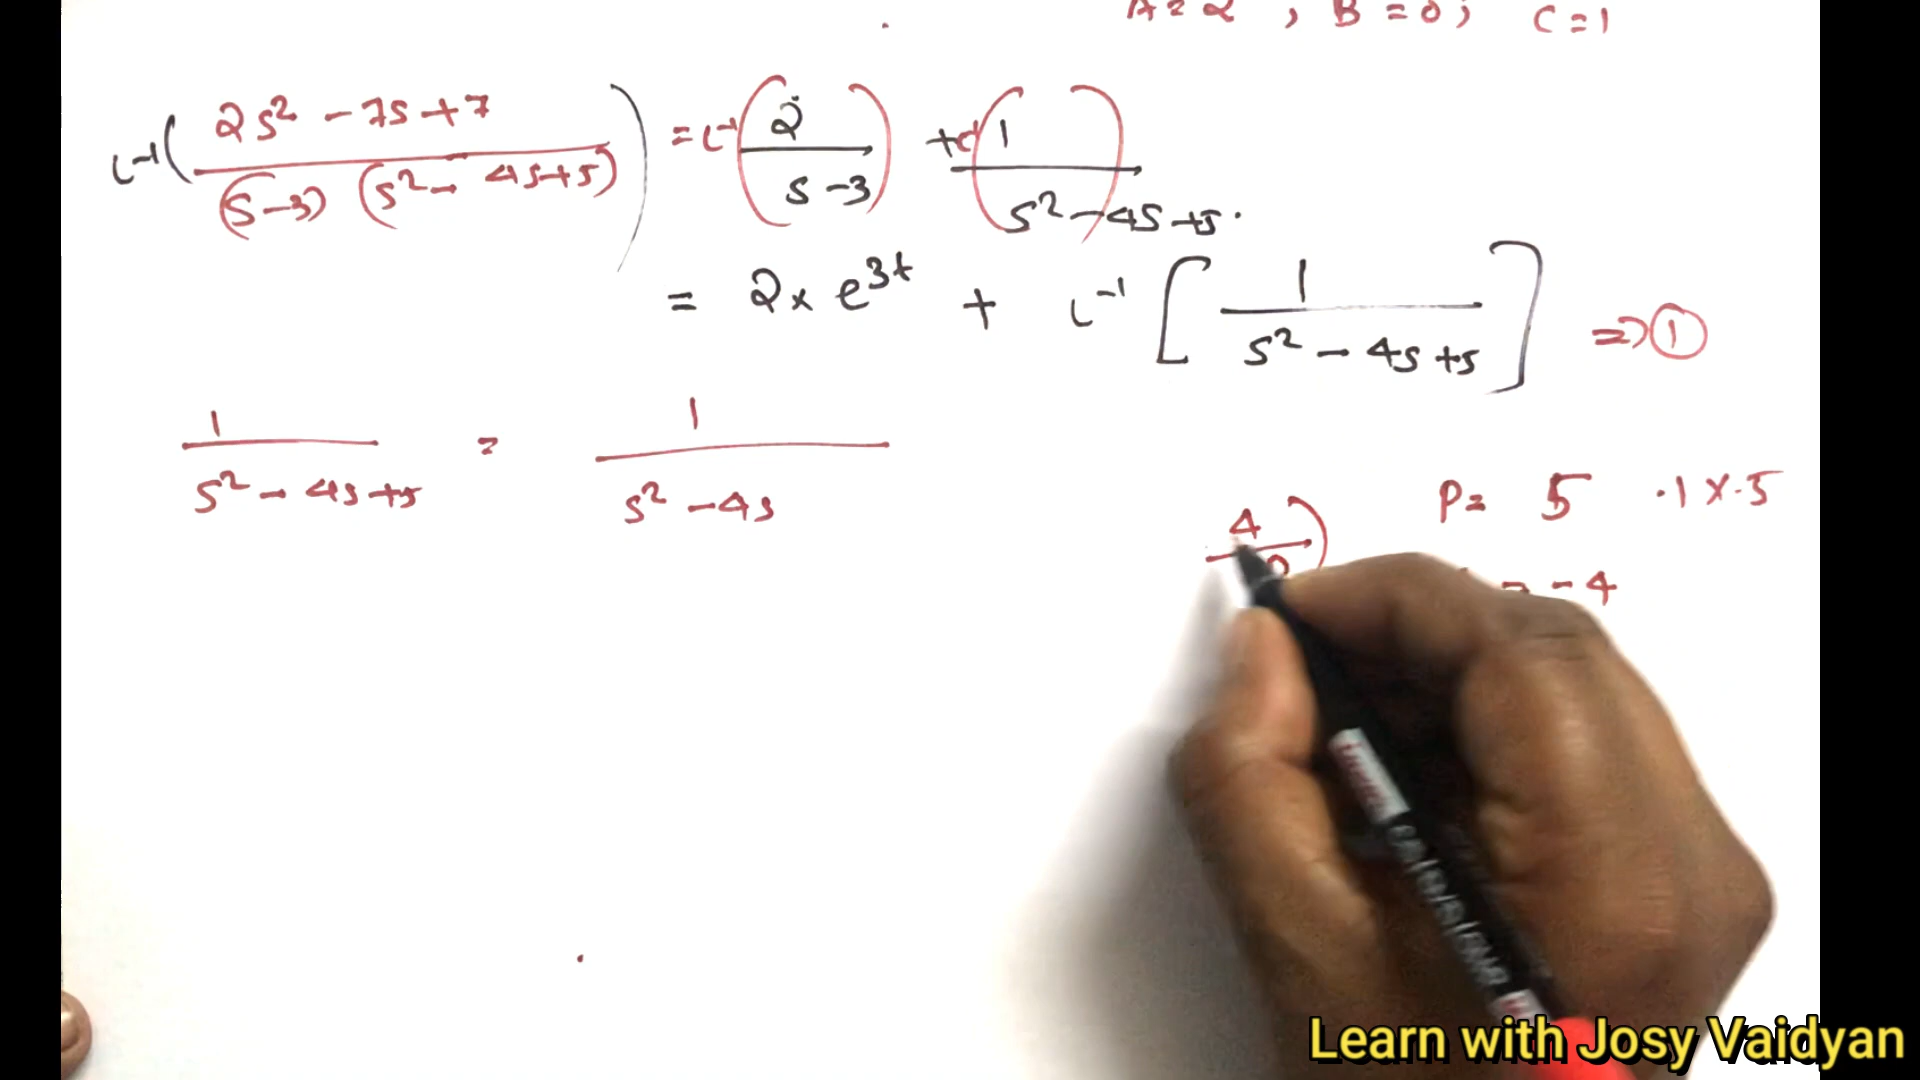 A = 2 , B = 0 ; C = 1
L⁻¹ ( 2s² - 7s + 7 / (s-3) (s² - 4s+5) ) = L⁻¹ ( 2 / s-3 ) + L⁻¹ ( 1 / s² - 4s + 5 ) .
= 2 × e³ᵗ + L⁻¹ [ 1 / s² - 4s + 5 ] => ①
1 / s² - 4s + 5 = 1 / s² - 4s
P = 5 · 1 × · 5
4
= - 4
Learn with Josy Vaidyan